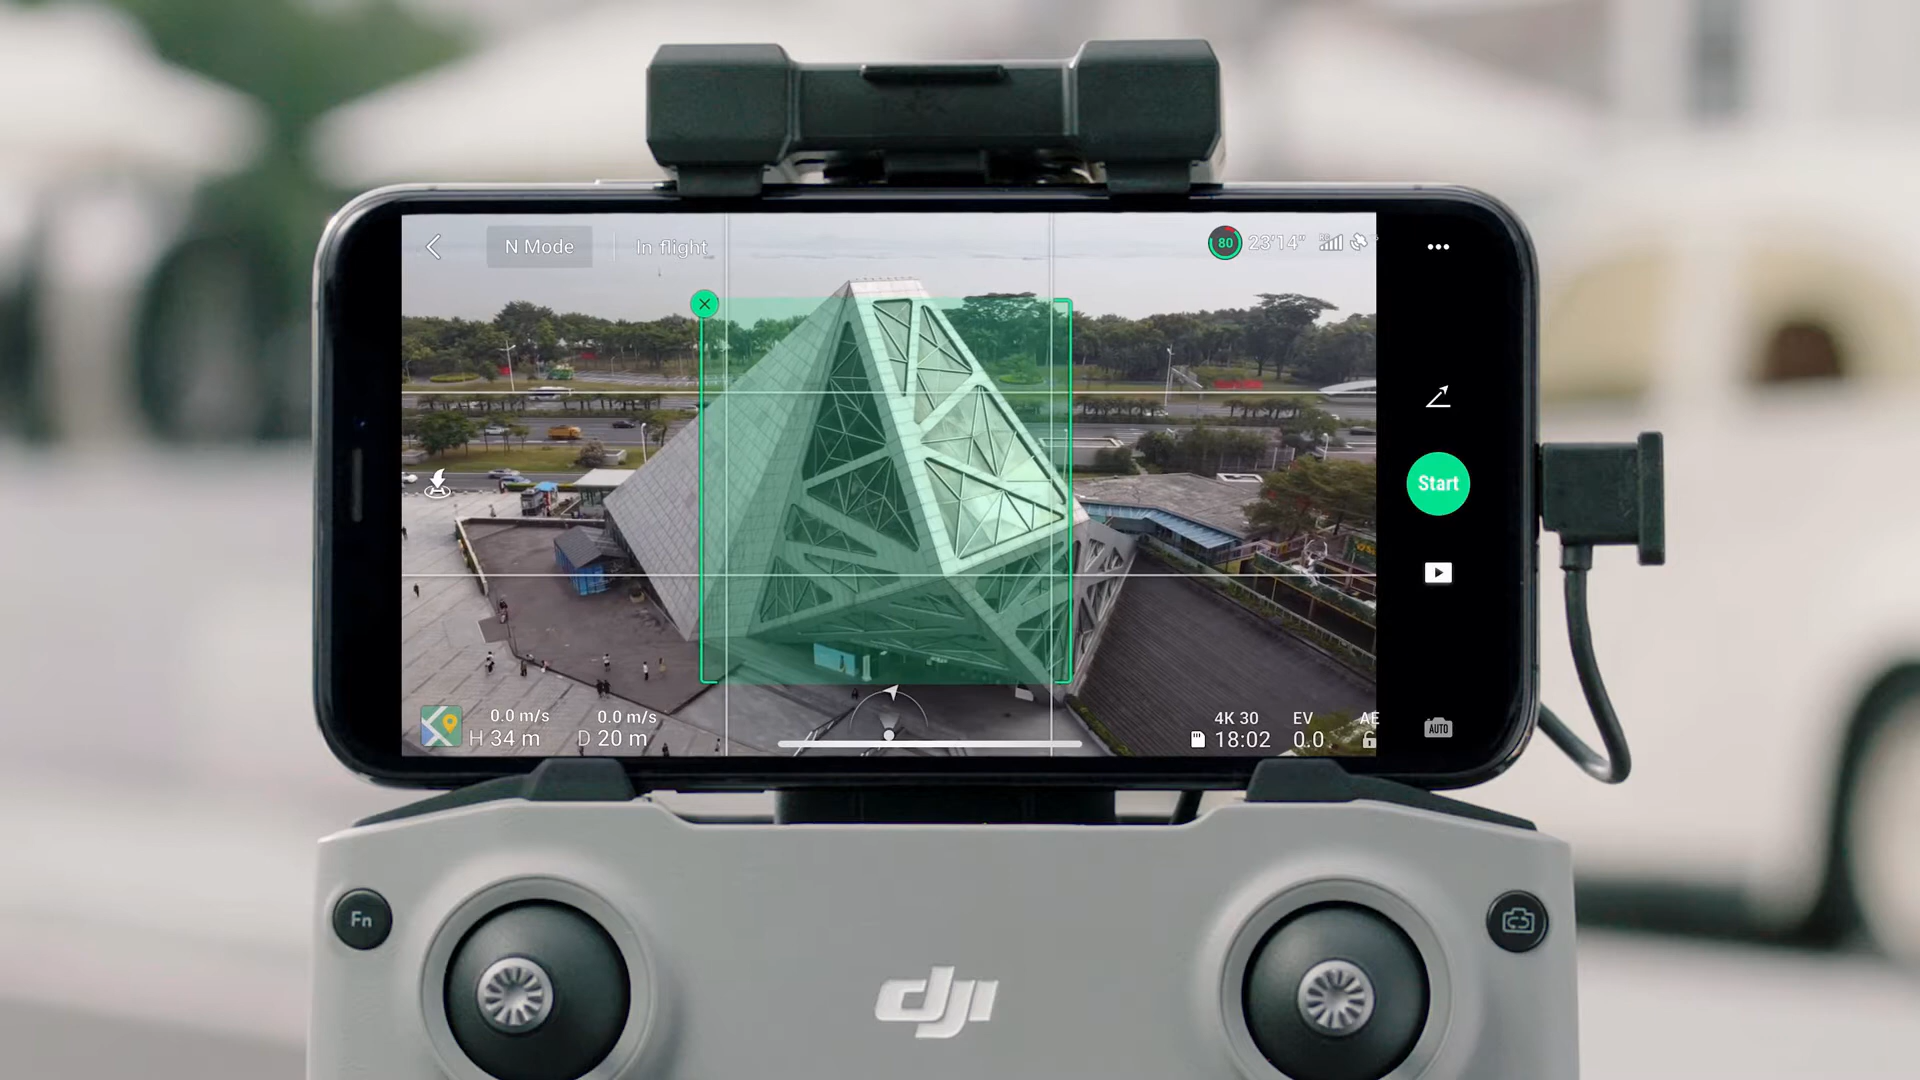 N Mode
In flight
80
23'14"
RC
Start
0.0 m/s
0.0 m/s
H 34 m
D 20 m
4K 30
EV
AE
18:02
0.0
AUTO
Fn
dji